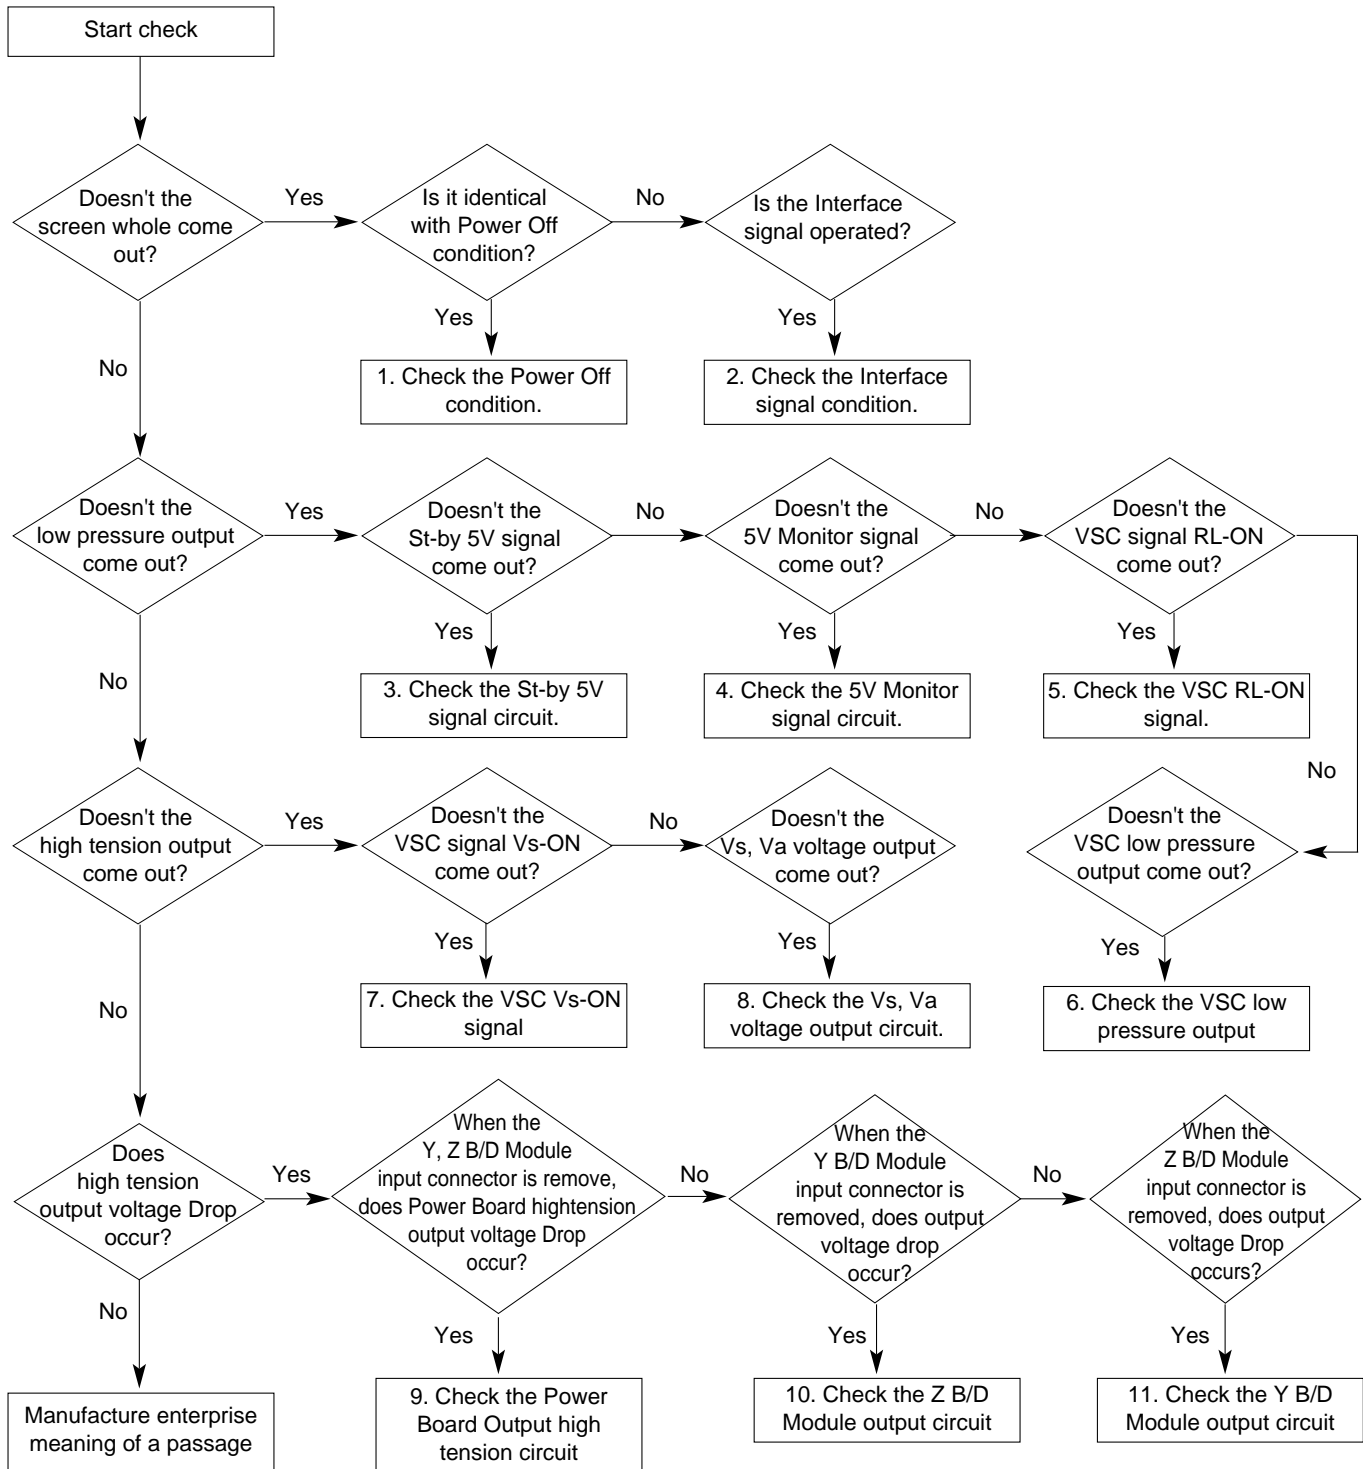 Start check
Doesn't the
screen whole come
out?
Yes
Is it identical
with Power Off
condition?
No
Is the Interface
signal operated?
Yes
Yes
No
1. Check the Power Off
condition.
2. Check the Interface
signal condition.
Doesn't the
low pressure output
come out?
Yes
Doesn't the
St-by 5V signal
come out?
No
Doesn't the
5V Monitor signal
come out?
No
Doesn't the
VSC signal RL-ON
come out?
Yes
Yes
Yes
No
3. Check the St-by 5V
signal circuit.
4. Check the 5V Monitor
signal circuit.
5. Check the VSC RL-ON
signal.
No
Doesn't the
high tension output
come out?
Yes
Doesn't the
VSC signal Vs-ON
come out?
No
Doesn't the
Vs, Va voltage output
come out?
Doesn't the
VSC low pressure
output come out?
Yes
Yes
Yes
No
7. Check the VSC Vs-ON
signal
8. Check the Vs, Va
voltage output circuit.
6. Check the VSC low
pressure output
Does
high tension
output voltage Drop
occur?
Yes
When the
Y, Z B/D Module
input connector is remove,
does Power Board hightension
output voltage Drop
occur?
No
When the
Y B/D Module
input connector is
removed, does output
voltage drop
occur?
No
When the
Z B/D Module
input connector is
removed, does output
voltage Drop
occurs?
No
Yes
Yes
Yes
Manufacture enterprise
meaning of a passage
9. Check the Power
Board Output high
tension circuit
10. Check the Z B/D
Module output circuit
11. Check the Y B/D
Module output circuit